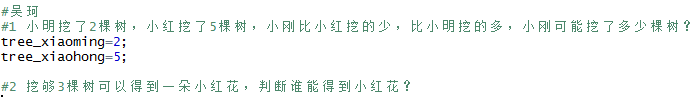 #吴珂
#1 小明挖了2棵树，小红挖了5棵树，小刚比小红挖的少，比小明挖的多，小刚可能挖了多少棵树？
tree_xiaoming=2;
tree_xiaohong=5;
#2 挖够3棵树可以得到一朵小红花，判断谁能得到小红花？